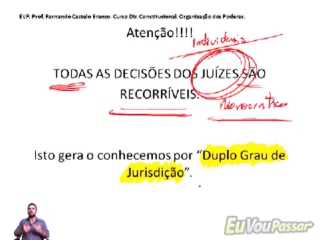 EVP. Prof. Fernando Castelo Branco. Curso Dir. Constitucional. Organização dos Poderes.
Atenção!!!!
TODAS AS DECISÕES DOS JUÍZES SÃO
RECORRÍVEIS.
Isto gera o conhecemos por “Duplo Grau de
Jurisdição”.
EuVouPassar